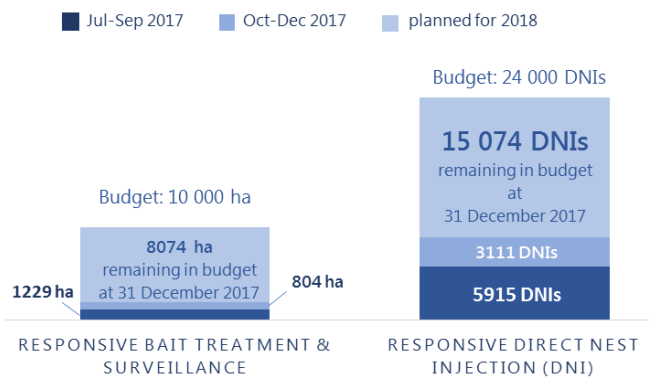 Jul-Sep 2017 Oct-Dec 2017 planned for 2018
Budget: 24 000 DNIs
15 074 DNIs
remaining in budget
at
31 December 2017
3111 DNIs
5915 DNIs
Budget: 10 000 ha
8074 ha
remaining in budget
at 31 December 2017
1229 ha
804 ha
RESPONSIVE BAIT TREATMENT &
SURVEILLANCE
RESPONSIVE DIRECT NEST
INJECTION (DNI)